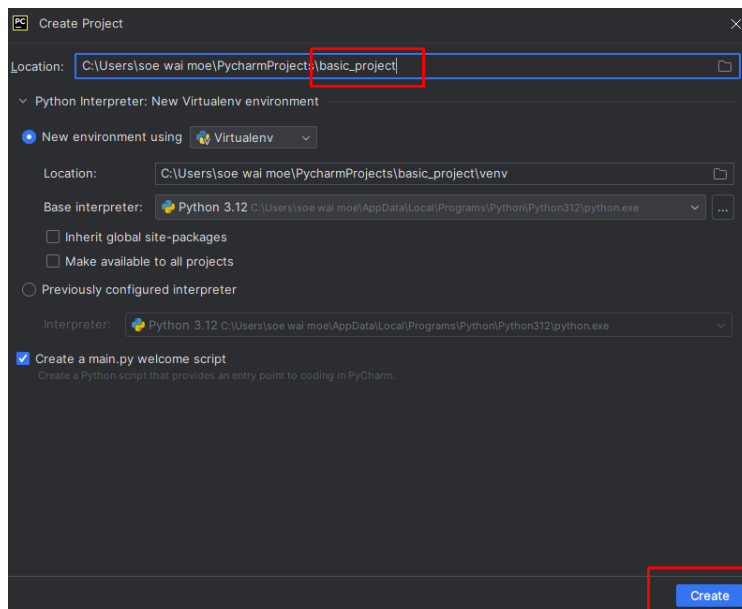 PC Create Project
Location: C:\Users\soe wai moe\PycharmProjects\basic_project
Python Interpreter: New Virtualenv environment
New environment using Virtualenv
Location: C:\Users\soe wai moe\PycharmProjects\basic_project\venv
Base interpreter: Python 3.12 C:\Users\soe wai moe\AppData\Local\Programs\Python\Python312\python.exe ...
Inherit global site-packages
Make available to all projects
Previously configured interpreter
Interpreter: Python 3.12 C:\Users\soe wai moe\AppData\Local\Programs\Python\Python312\python.exe
Create a main.py welcome script
Create a Python script that provides an entry point to coding in PyCharm.
Create